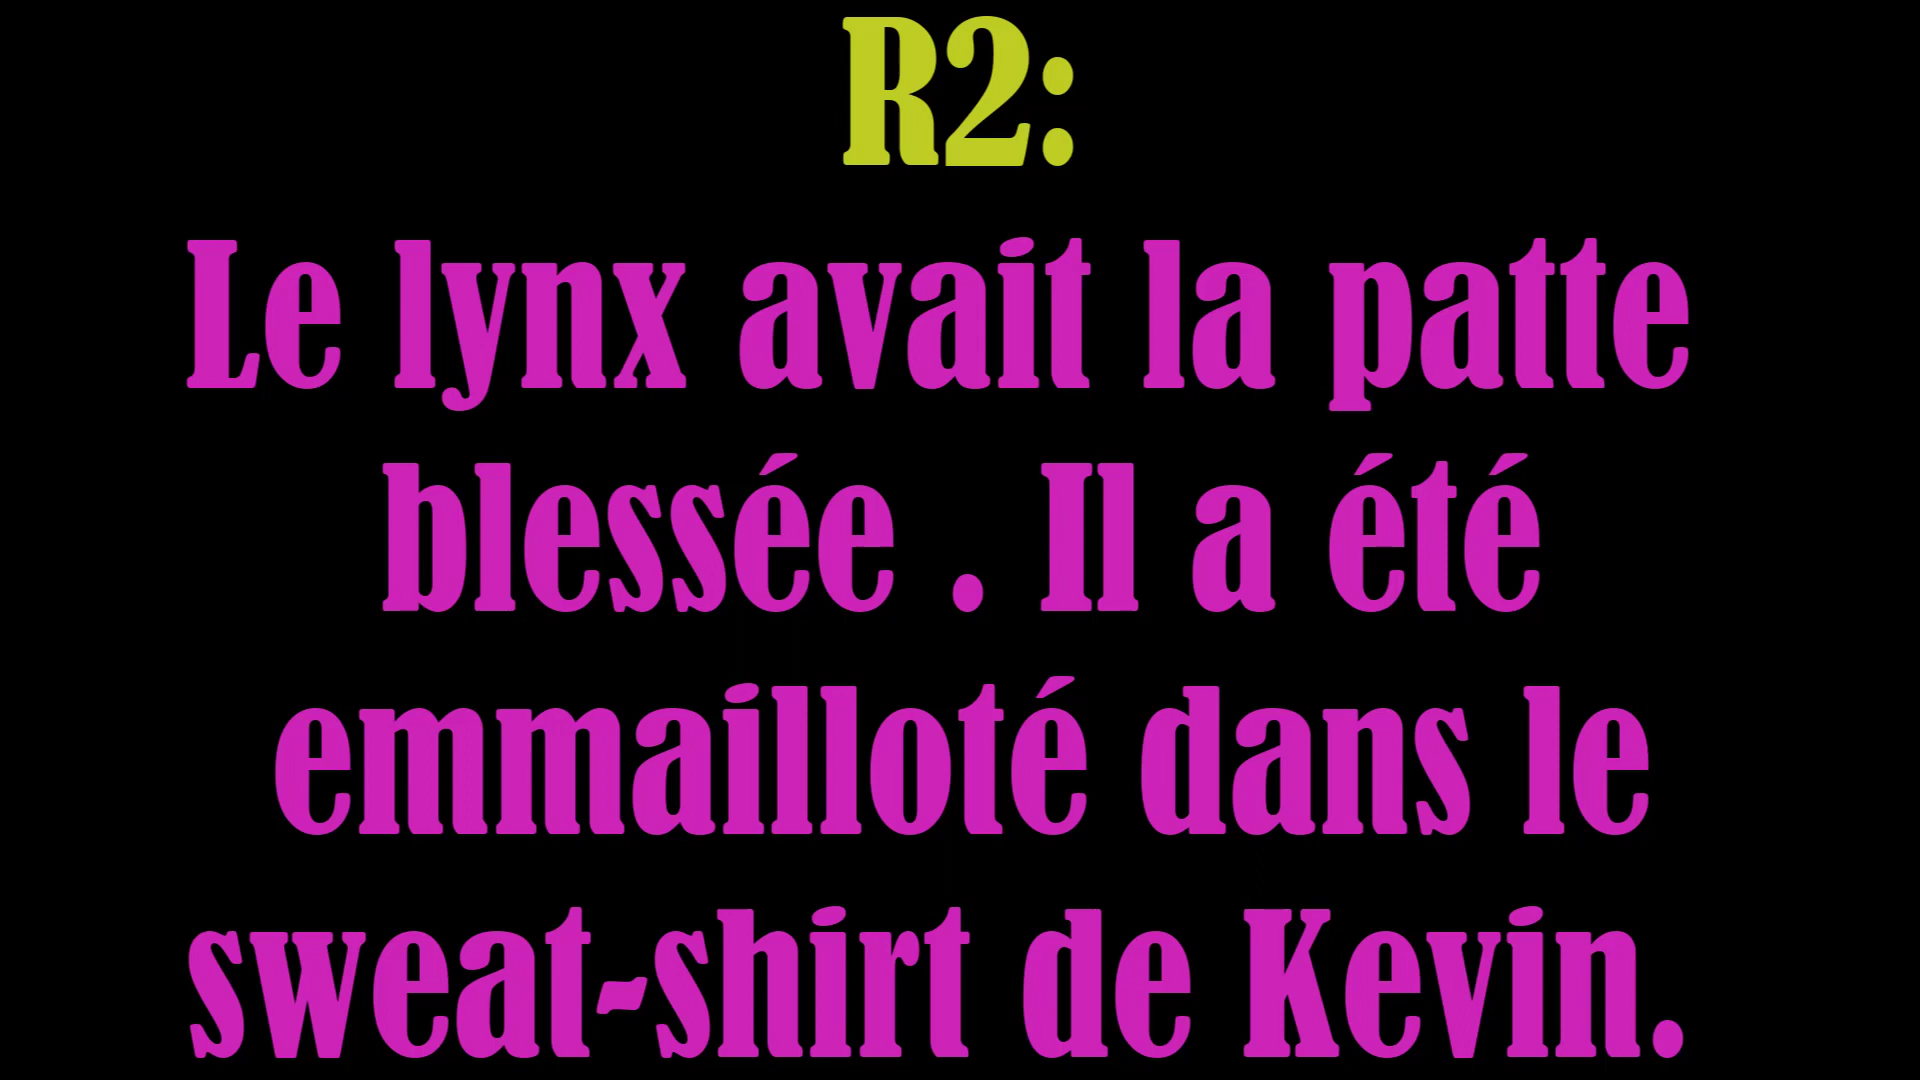 R2:
Le lynx avait la patte
blessée . Il a été
emmailloté dans le
sweat-shirt de Kevin.